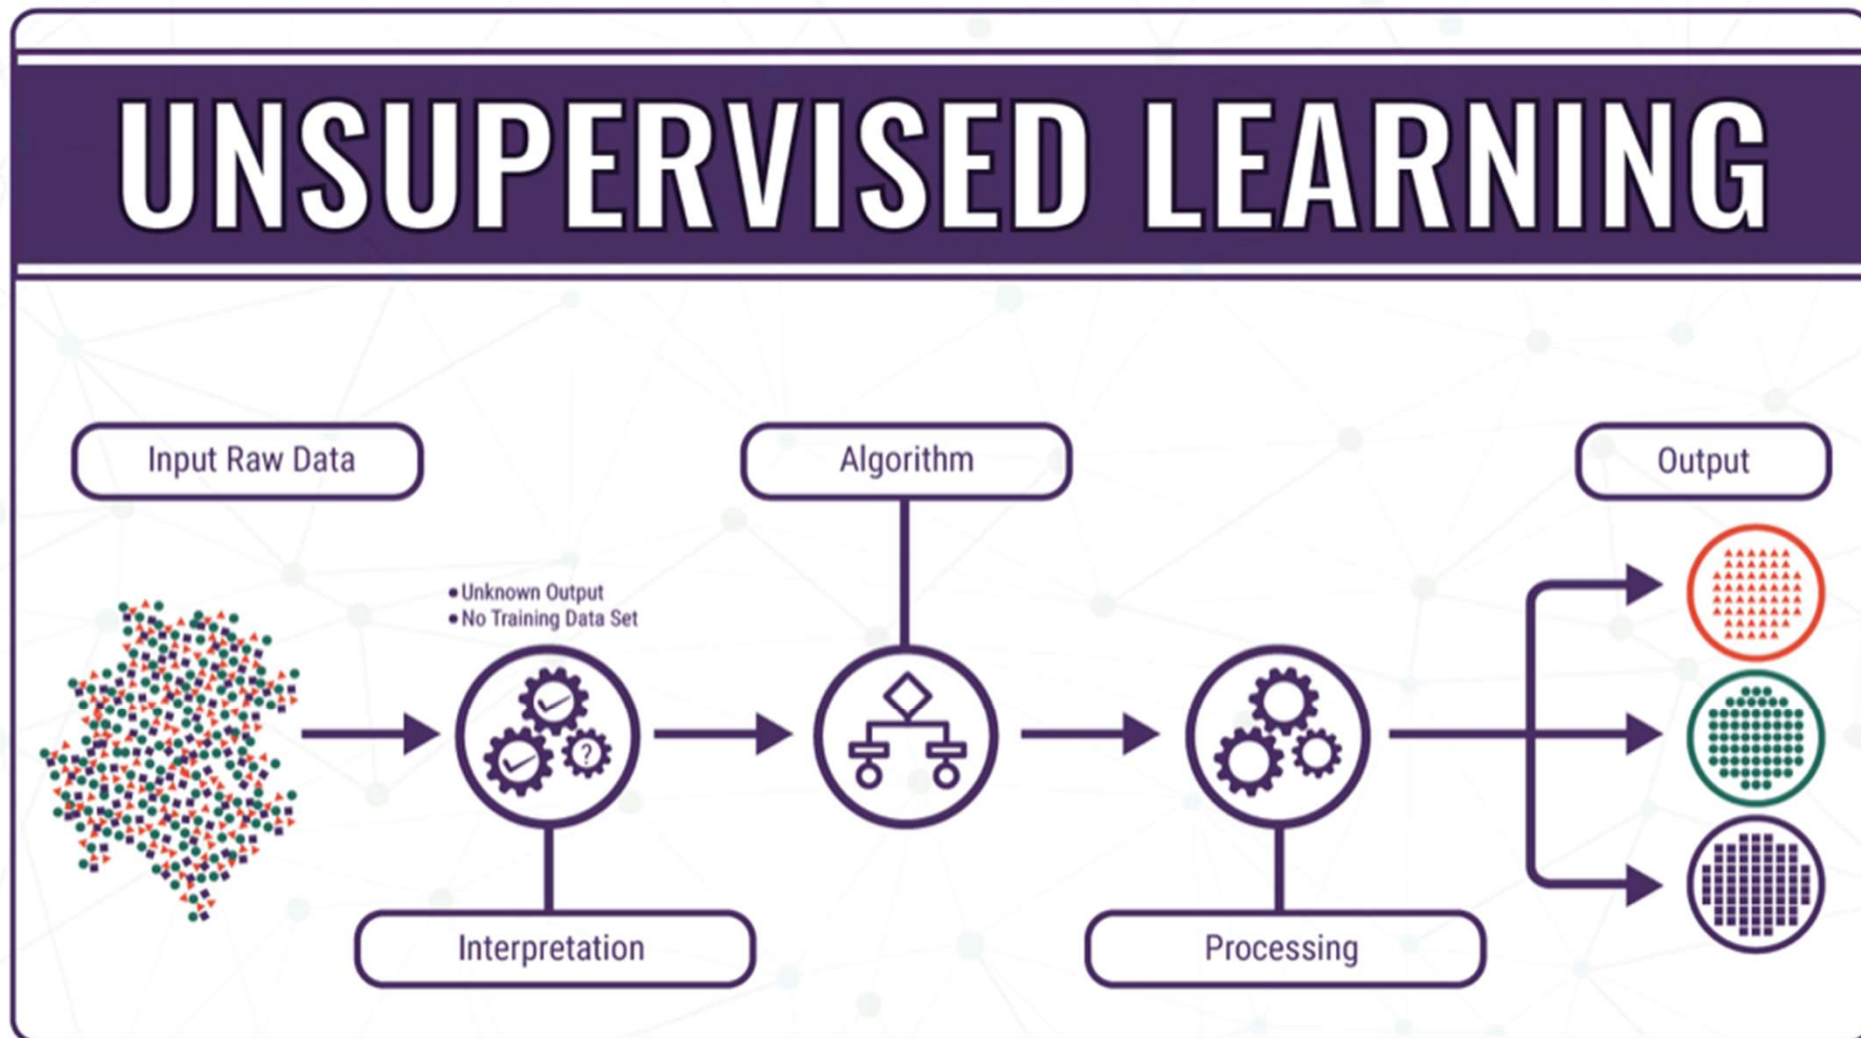 UNSUPERVISED LEARNING
Input Raw Data
Algorithm
Output
• Unknown Output
• No Training Data Set
?
Interpretation
Processing